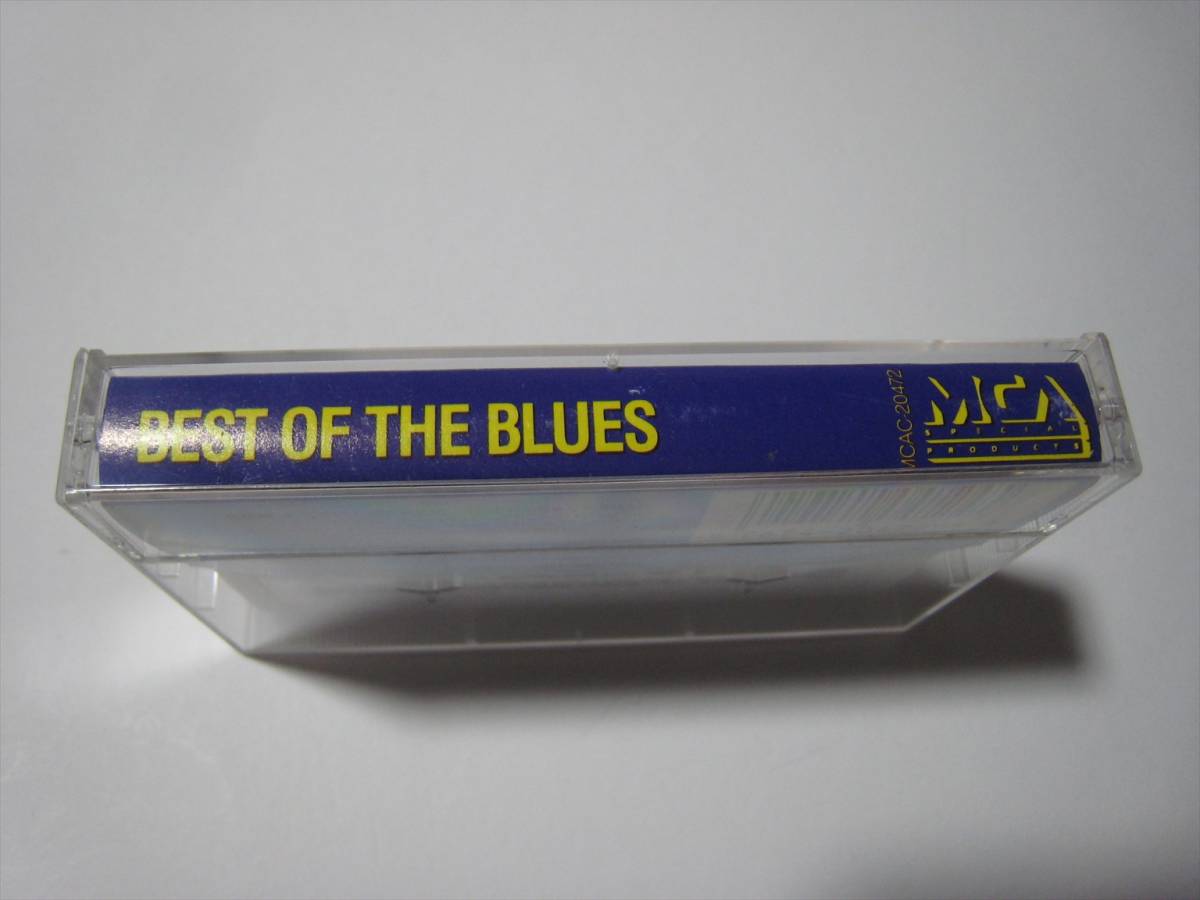 BEST OF THE BLUES
MCAC-20472
MCA
SPECIAL
PRODUCTS